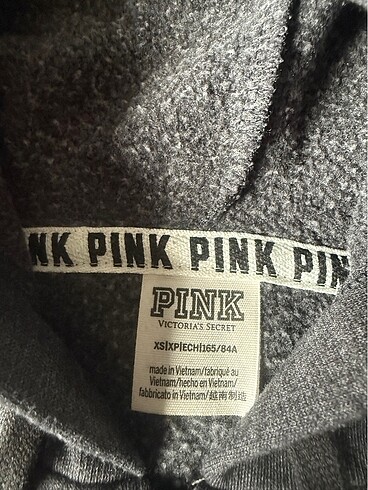 NK PINK PINK PIN
PINK
VICTORIA'S SECRET
XS|XP|ECH|165/84A
made in Vietnam/fabriqué au
Vietnam/hecho en Vietnam/
fabbricato in Vietnam/越南制造